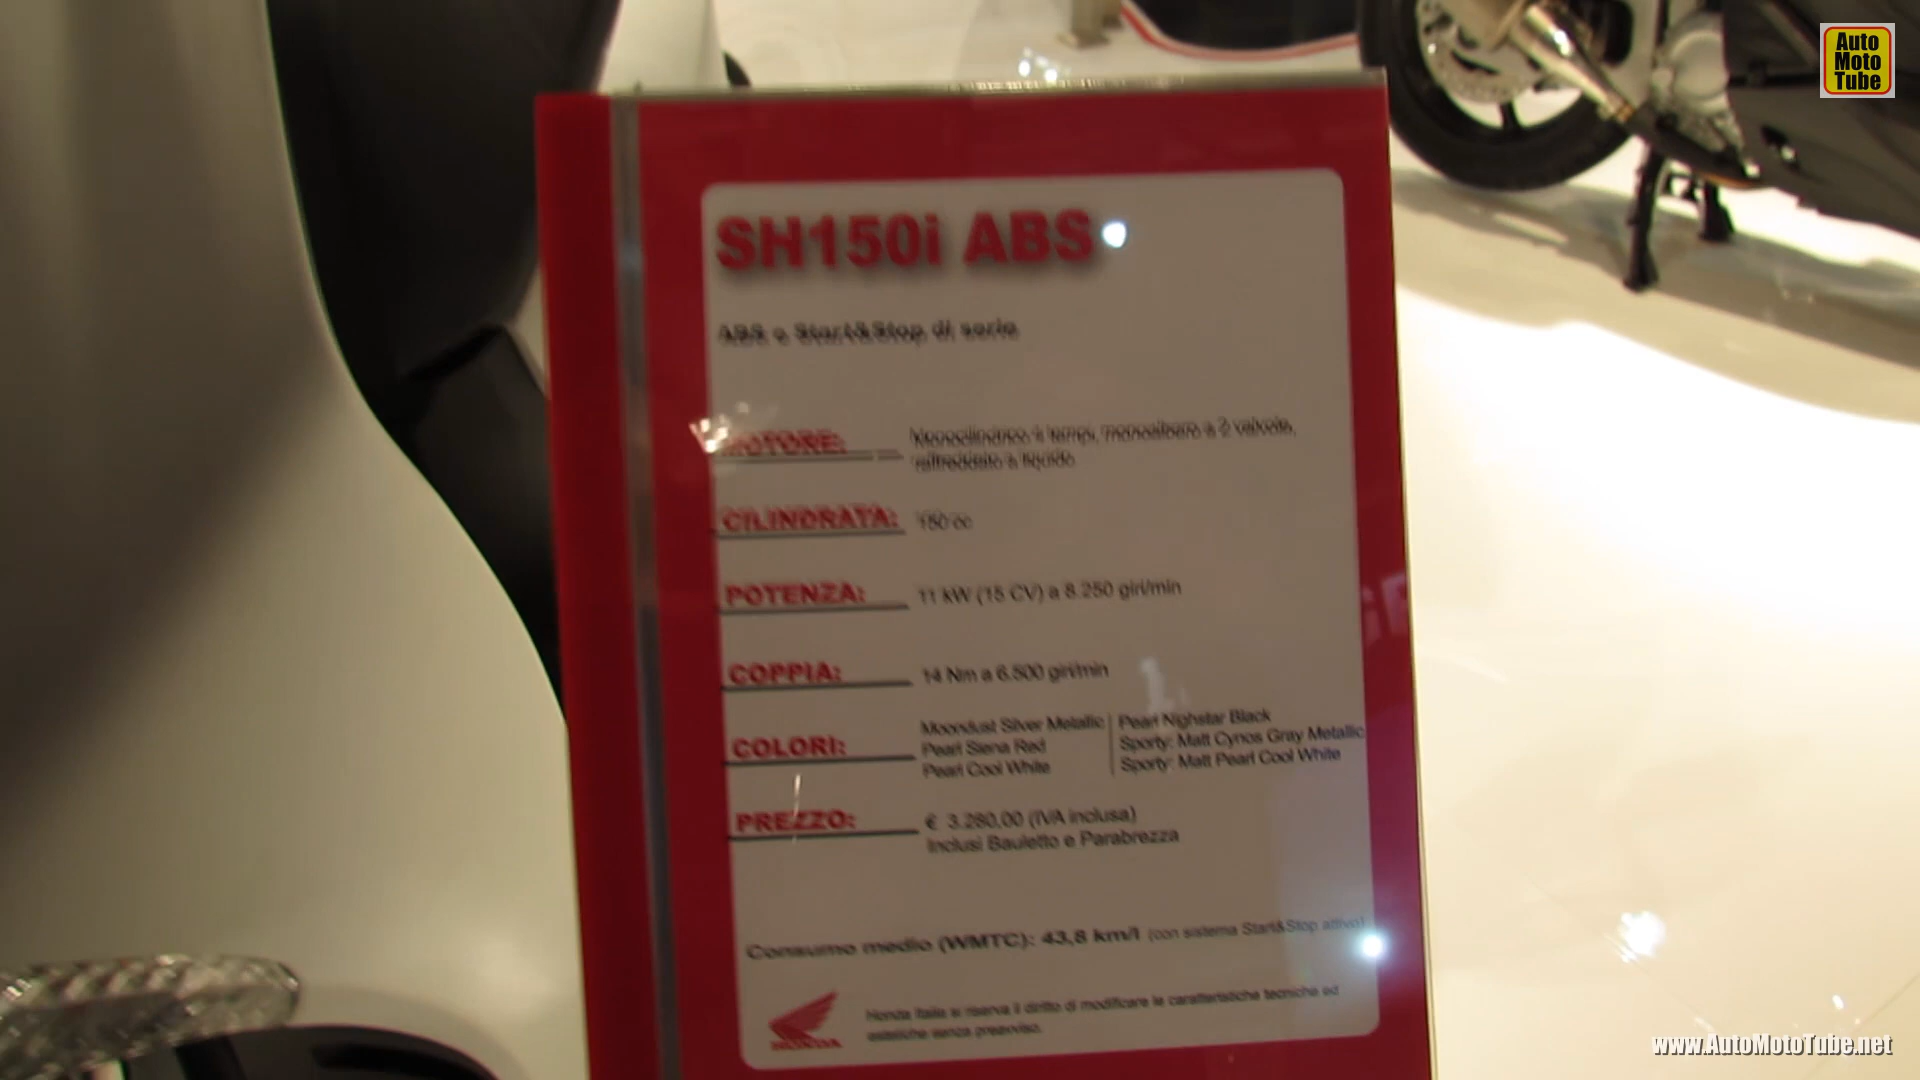 Auto
Moto
Tube
SH150i ABS
ABS e Start&Stop di serie
MOTORE: Monocilindrico 4 tempi, monoalbero a 2 valvole,
raffreddato a liquido
CILINDRATA: 150 cc
POTENZA: 11 kW (15 CV) a 8.250 giri/min
COPPIA: 14 Nm a 6.500 giri/min
COLORI: Moondust Silver Metallic | Pearl Nighstar Black
Pearl Siena Red | Sporty: Matt Cynos Gray Metallic
Pearl Cool White | Sporty: Matt Pearl Cool White
PREZZO: € 3.280,00 (IVA inclusa)
Inclusi Bauletto e Parabrezza
Consumo medio (WMTC): 43,8 km/l (con sistema Start&Stop attivo)
Honda Italia si riserva il diritto di modificare le caratteristiche tecniche ed
estetiche senza preavviso.
HONDA
www.AutoMotoTube.net